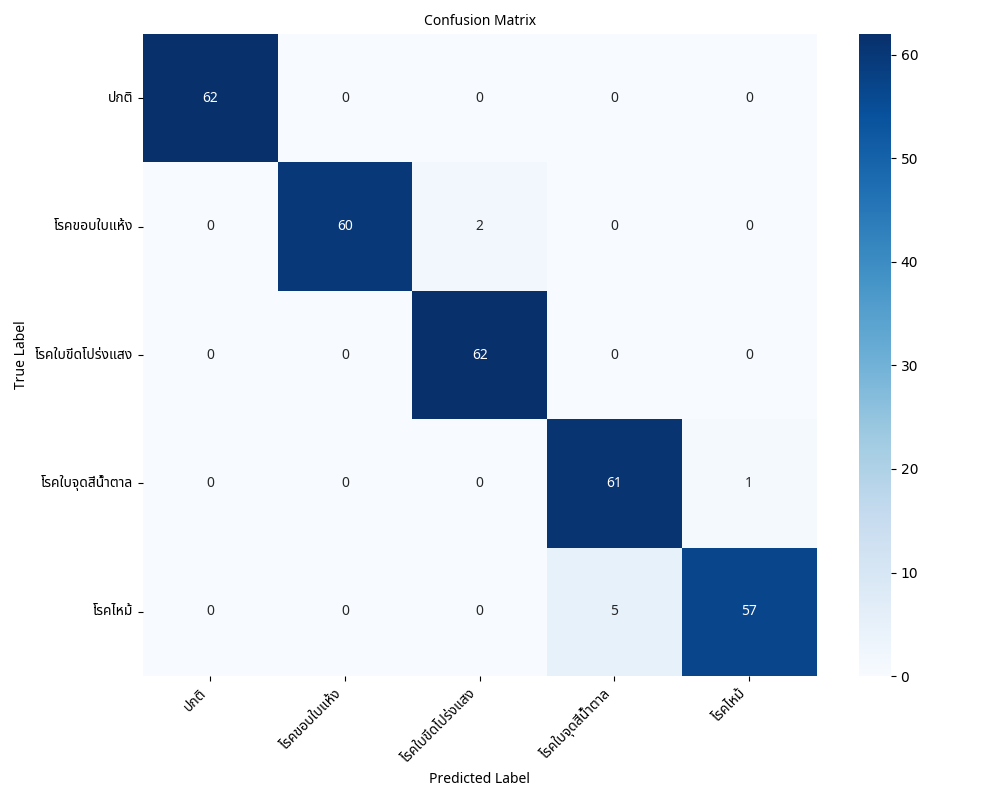 Confusion Matrix
True Label
ปกติ 62 0 0 0 0
โรคขอบใบแห้ง 0 60 2 0 0
โรคใบขีดโปร่งแสง 0 0 62 0 0
โรคใบจุดสีน้ำตาล 0 0 0 61 1
โรคไหม้ 0 0 0 5 57
ปกติ โรคขอบใบแห้ง โรคใบขีดโปร่งแสง โรคใบจุดสีน้ำตาล โรคไหม้
Predicted Label
60
50
40
30
20
10
0